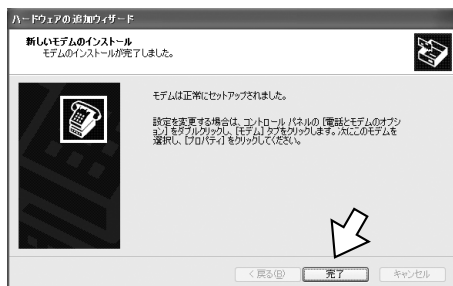 ハードウェアの追加ウィザード
新しいモデムのインストール
モデムのインストールが完了しました。
モデムは正常にセットアップされました。
設定を変更する場合は、コントロール パネルの [電話とモデムのオプシ
ョン] をダブルクリックし、[モデム] タブをクリックします。次にこのモデムを
選択し、[プロパティ] をクリックしてください。
< 戻る(B) 完了 キャンセル